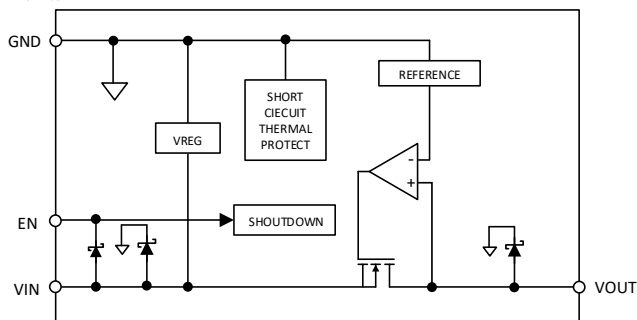 GND
REFERENCE
SHORT
CIECUIT
THERMAL
PROTECT
VREG
-
+
EN
SHOUTDOWN
VIN
VOUT